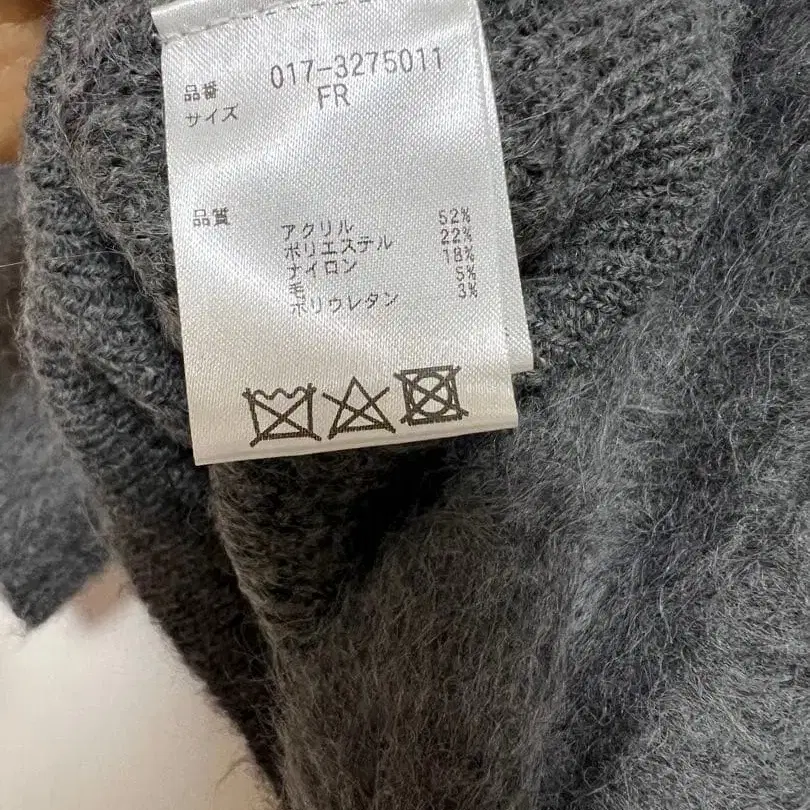 品番 017-3275011
サイズ FR
品質
アクリル 52%
ポリエステル 22%
ナイロン 18%
毛 5%
ポリウレタン 3%